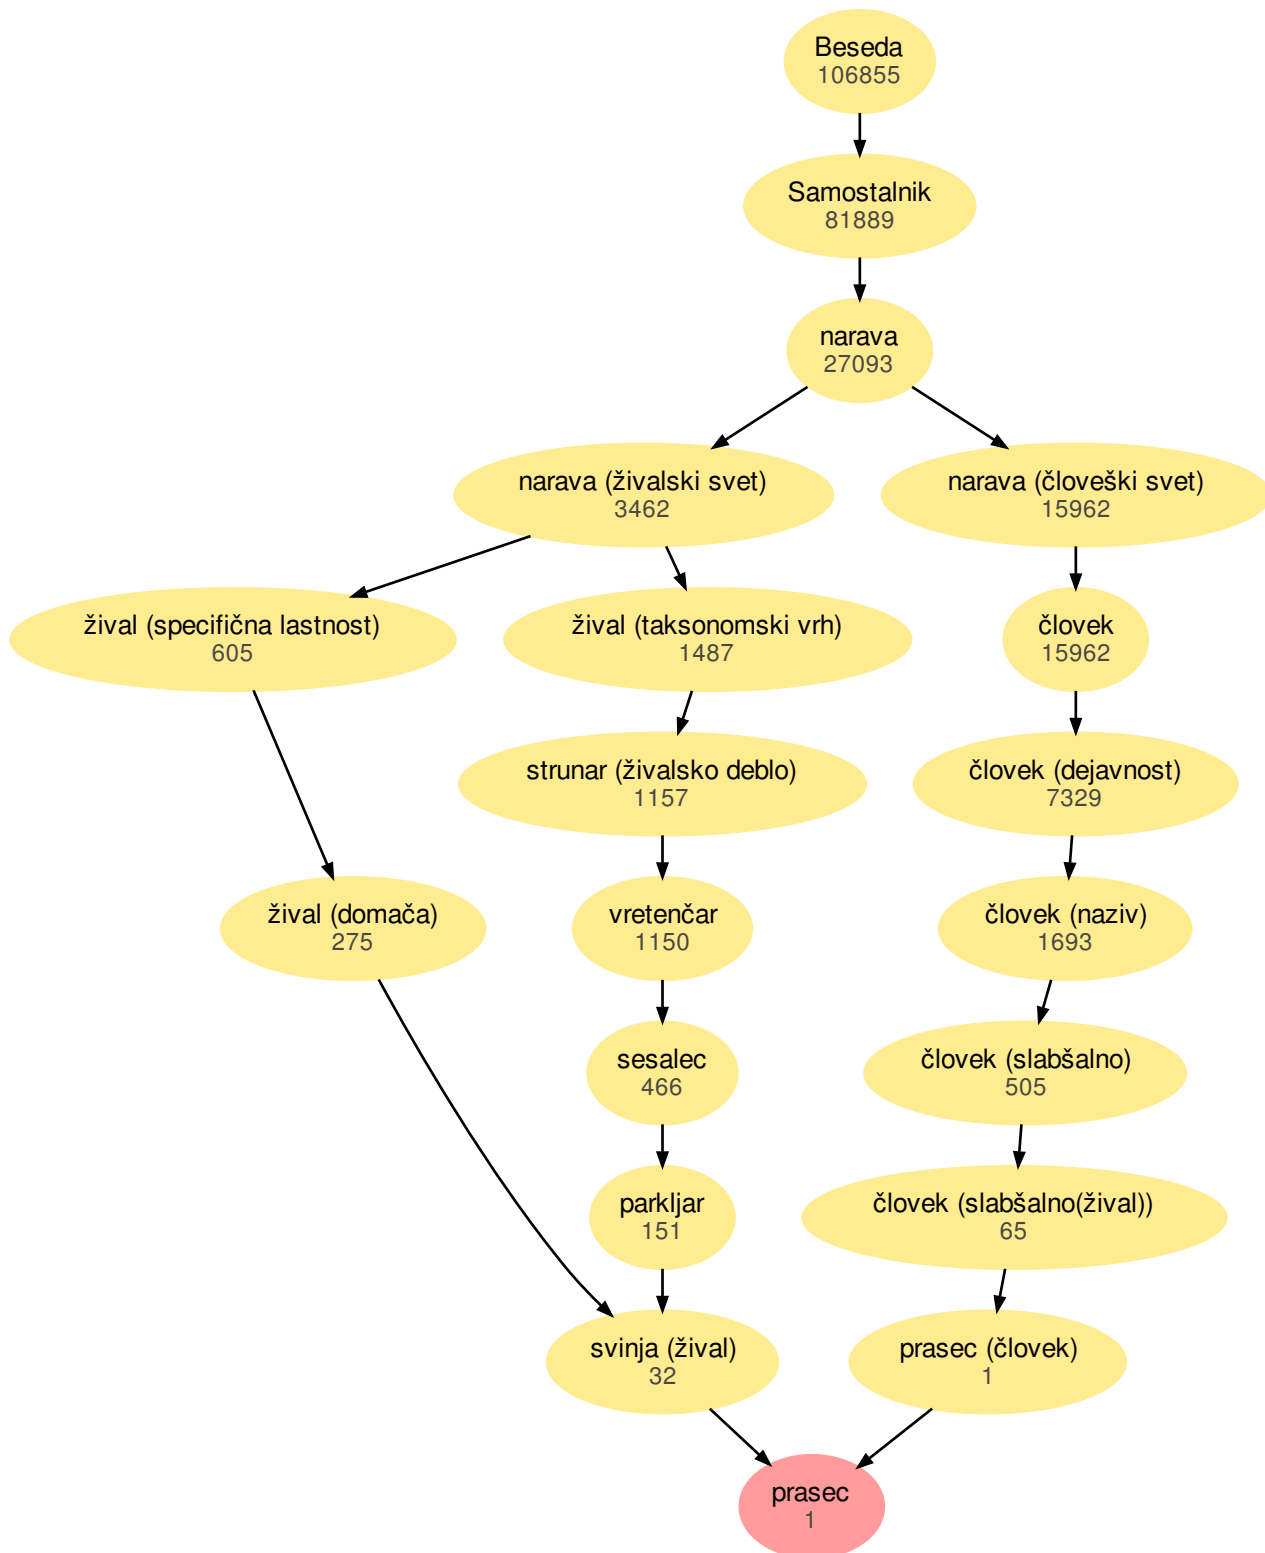 Beseda
106855
Samostalnik
81889
narava
27093
narava (živalski svet)
3462
narava (človeški svet)
15962
žival (specifična lastnost)
605
žival (taksonomski vrh)
1487
človek
15962
strunar (živalsko deblo)
1157
človek (dejavnost)
7329
žival (domača)
275
vretenčar
1150
človek (naziv)
1693
sesalec
466
človek (slabšalno)
505
parkljar
151
človek (slabšalno(žival))
65
svinja (žival)
32
prasec (človek)
1
prasec
1